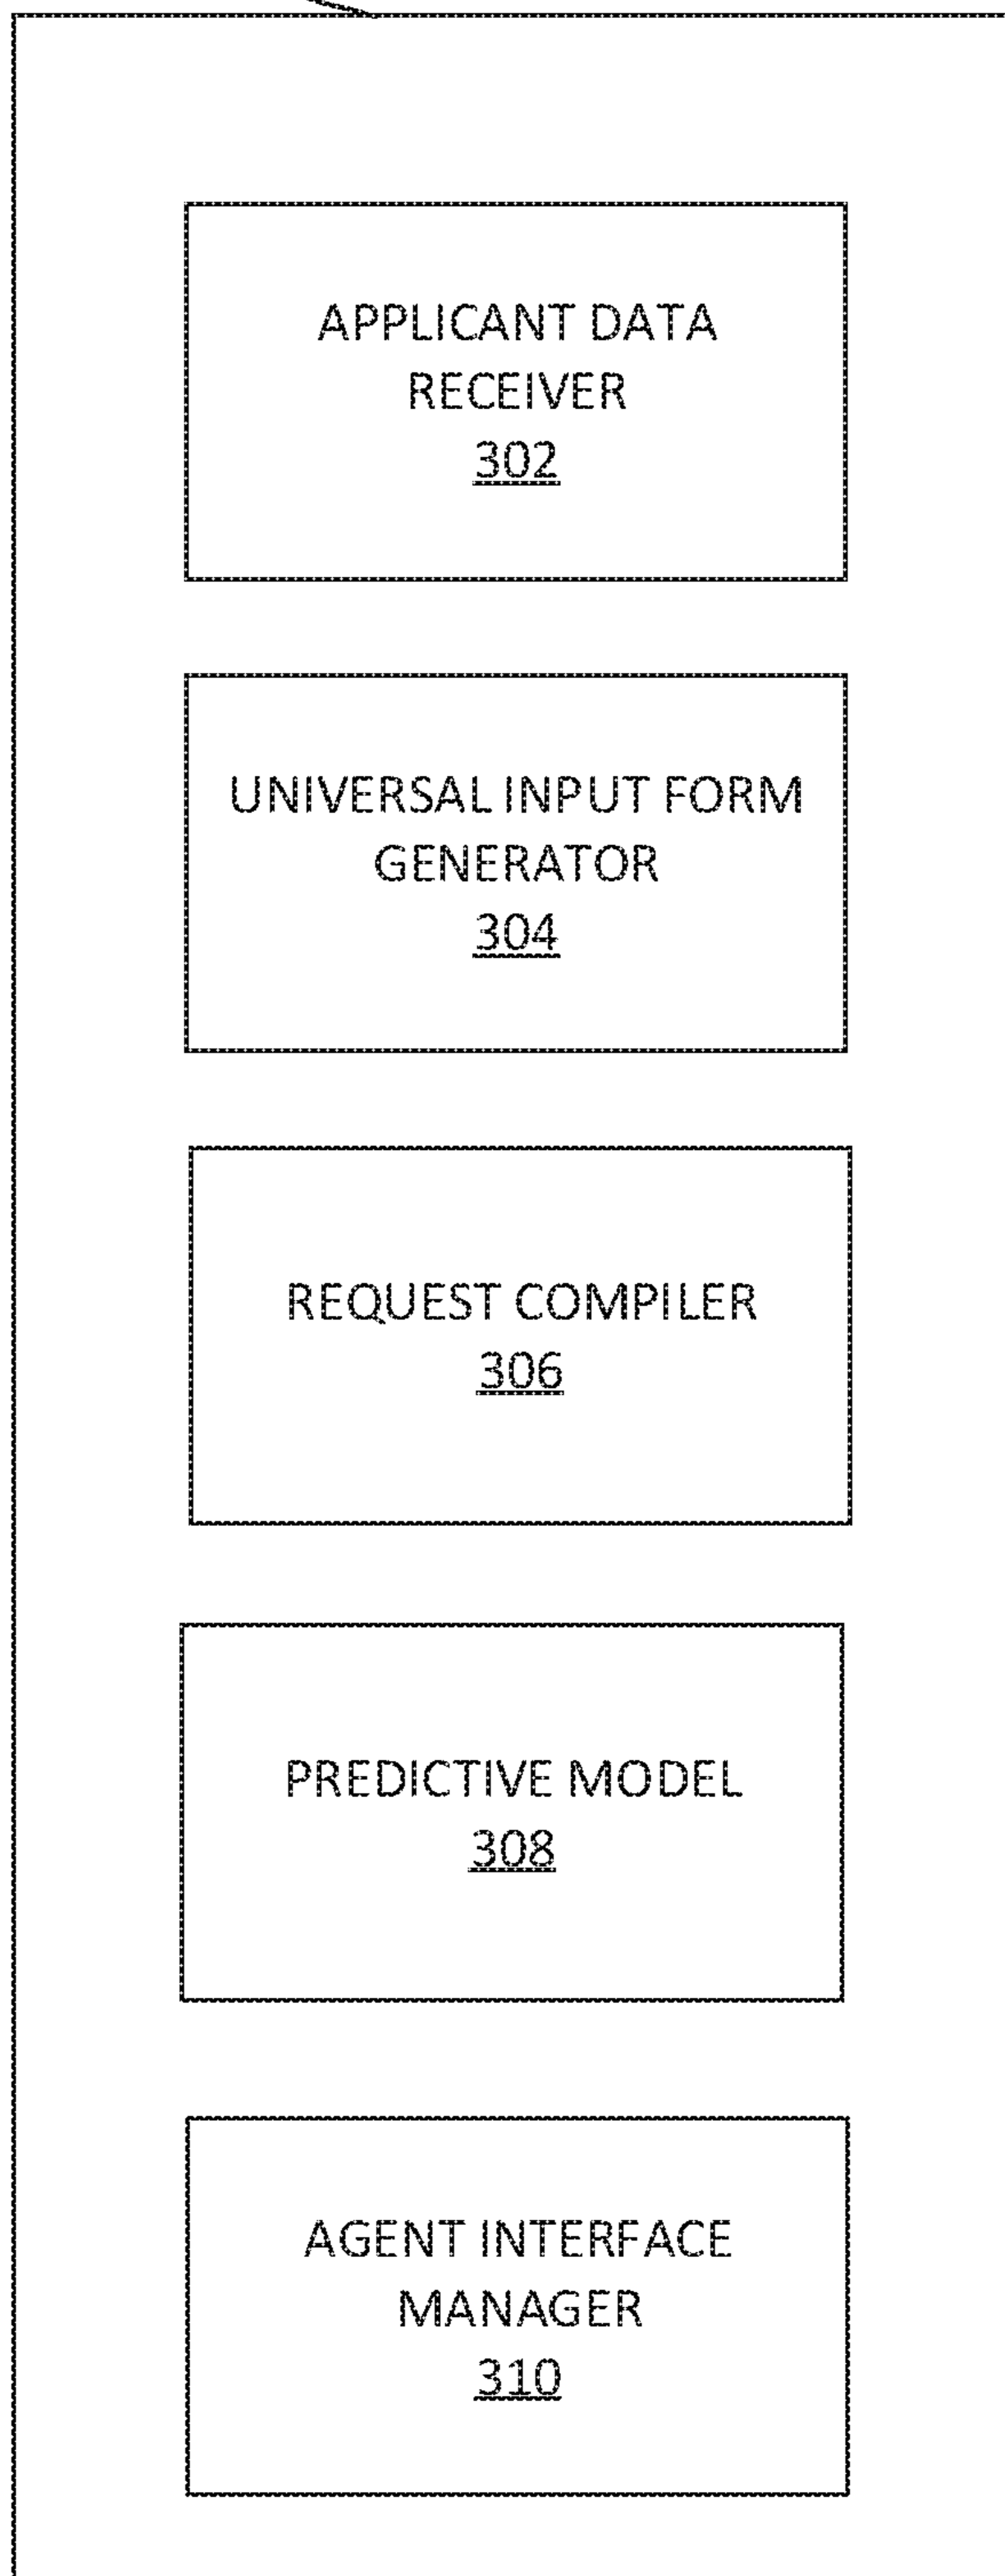 APPLICANT DATA
RECEIVER
302
UNIVERSAL INPUT FORM
GENERATOR
304
REQUEST COMPILER
306
PREDICTIVE MODEL
308
AGENT INTERFACE
MANAGER
310